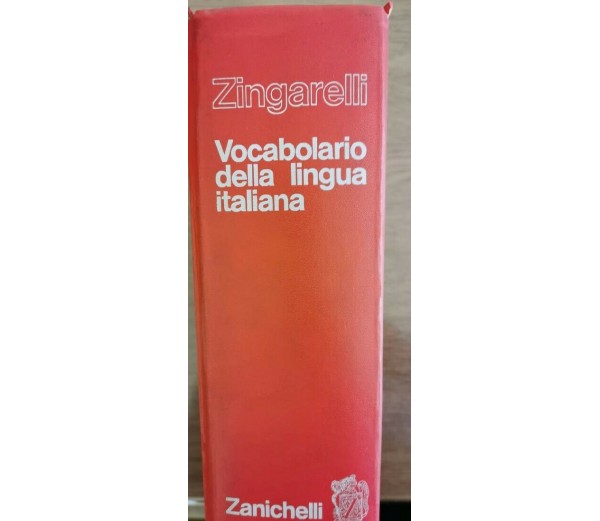 Zingarelli
Vocabolario
della lingua
italiana
Zanichelli